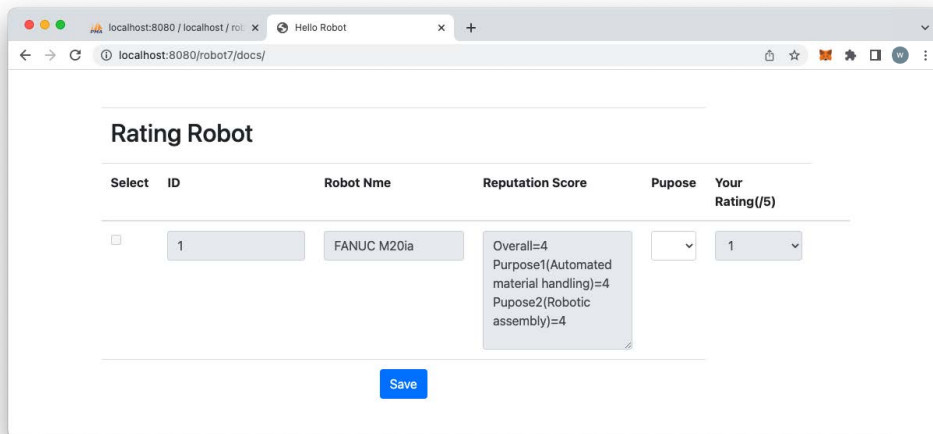 localhost:8080 / localhost / rob
Hello Robot
localhost:8080/robot7/docs/
W
Rating Robot
Select ID Robot Nme Reputation Score Pupose Your Rating(/5)
1 FANUC M20ia Overall=4
Purpose1(Automated
material handling)=4
Pupose2(Robotic
assembly)=4
1
Save